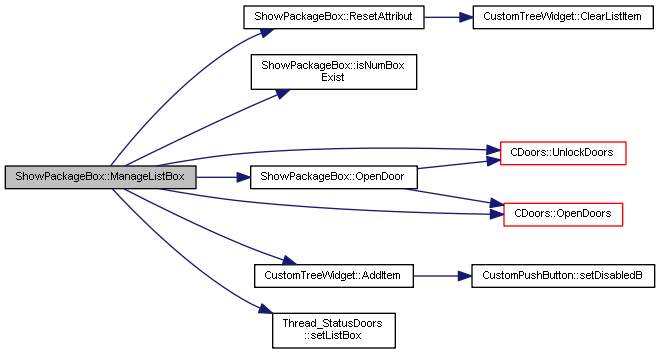 ShowPackageBox::ResetAttribut
CustomTreeWidget::ClearListItem
ShowPackageBox::isNumBox
Exist
CDoors::UnlockDoors
ShowPackageBox::ManageListBox
ShowPackageBox::OpenDoor
CDoors::OpenDoors
CustomTreeWidget::AddItem
CustomPushButton::setDisabledB
Thread_StatusDoors
::setListBox